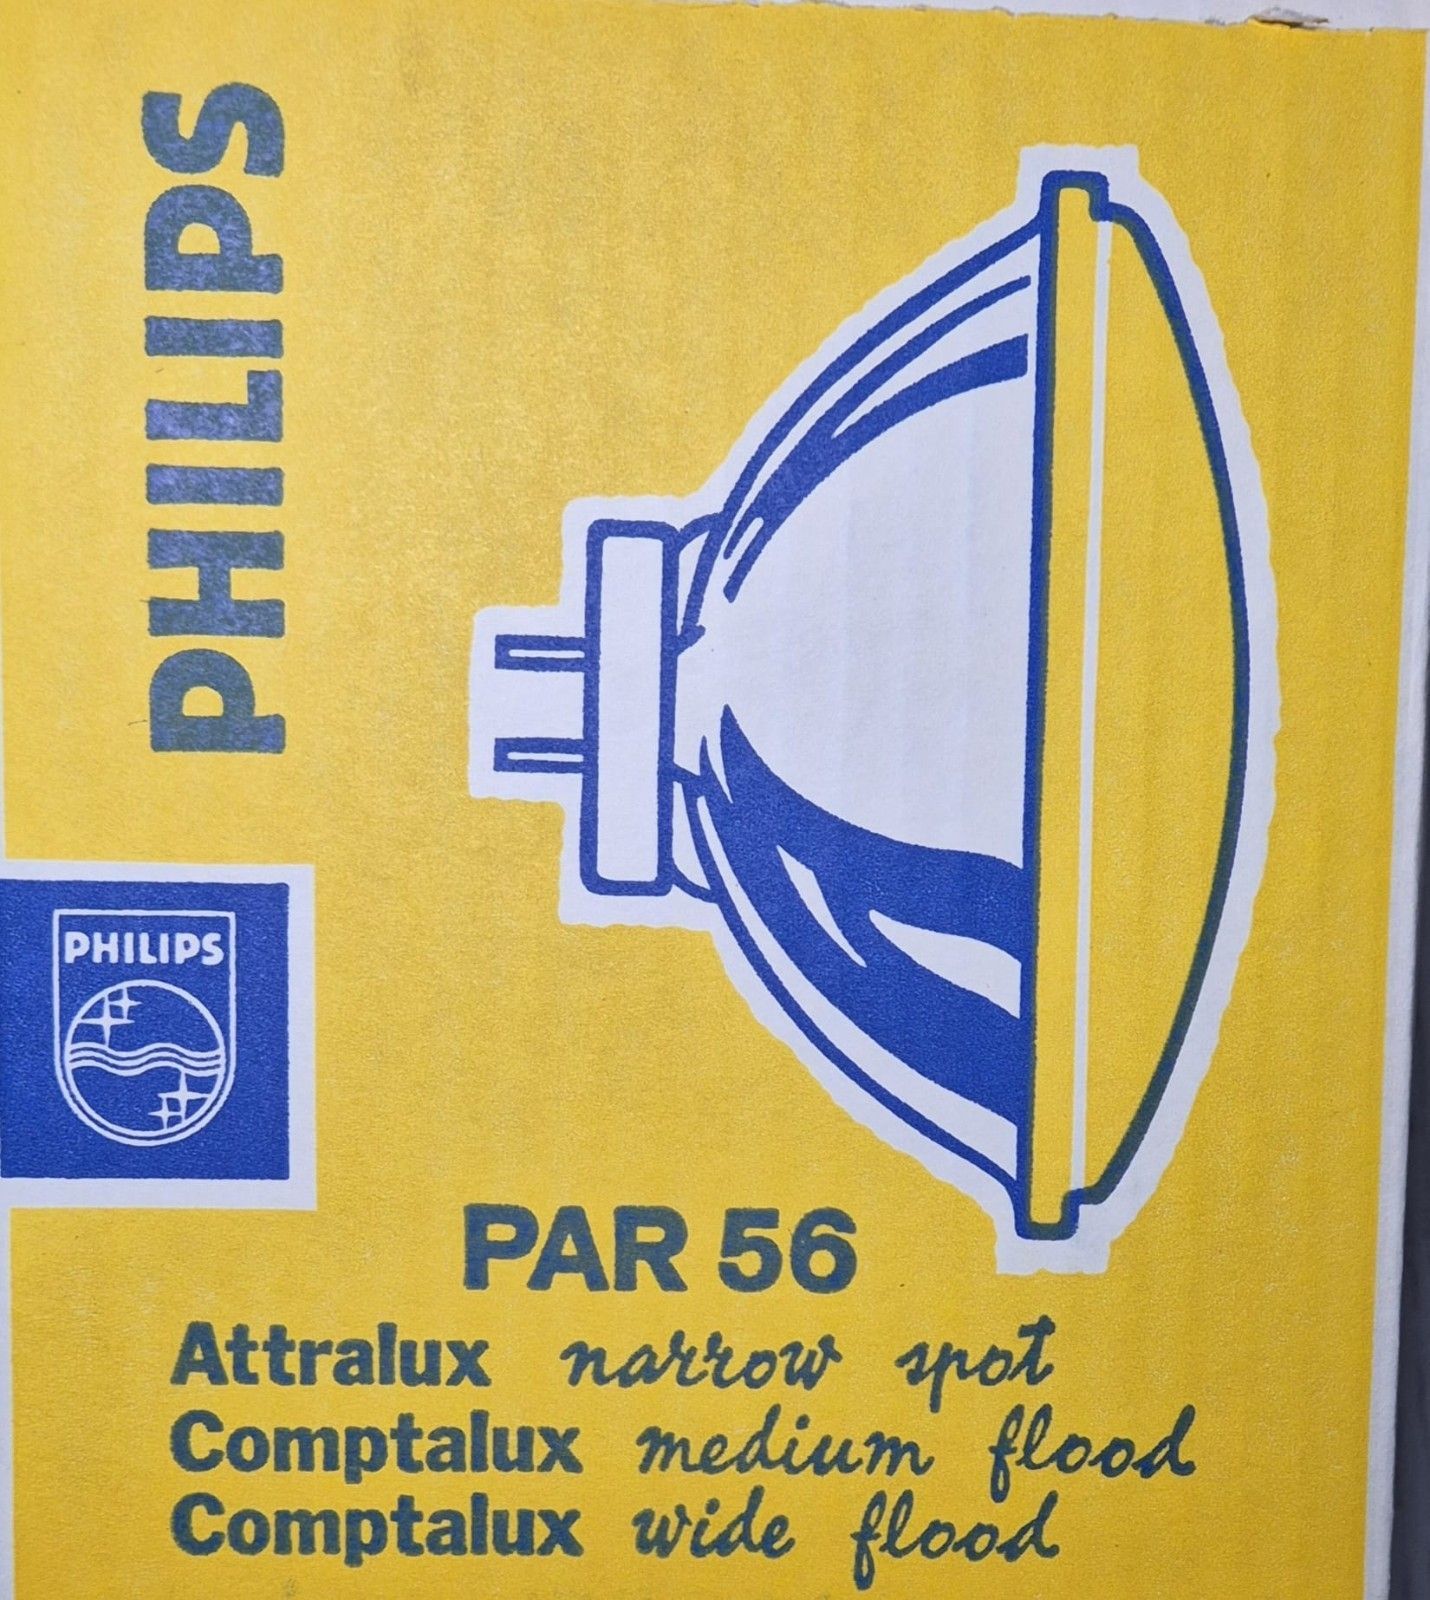 PHILIPS
PHILIPS
PAR 56
Attralux narrow spot
Comptalux medium flood
Comptalux wide flood